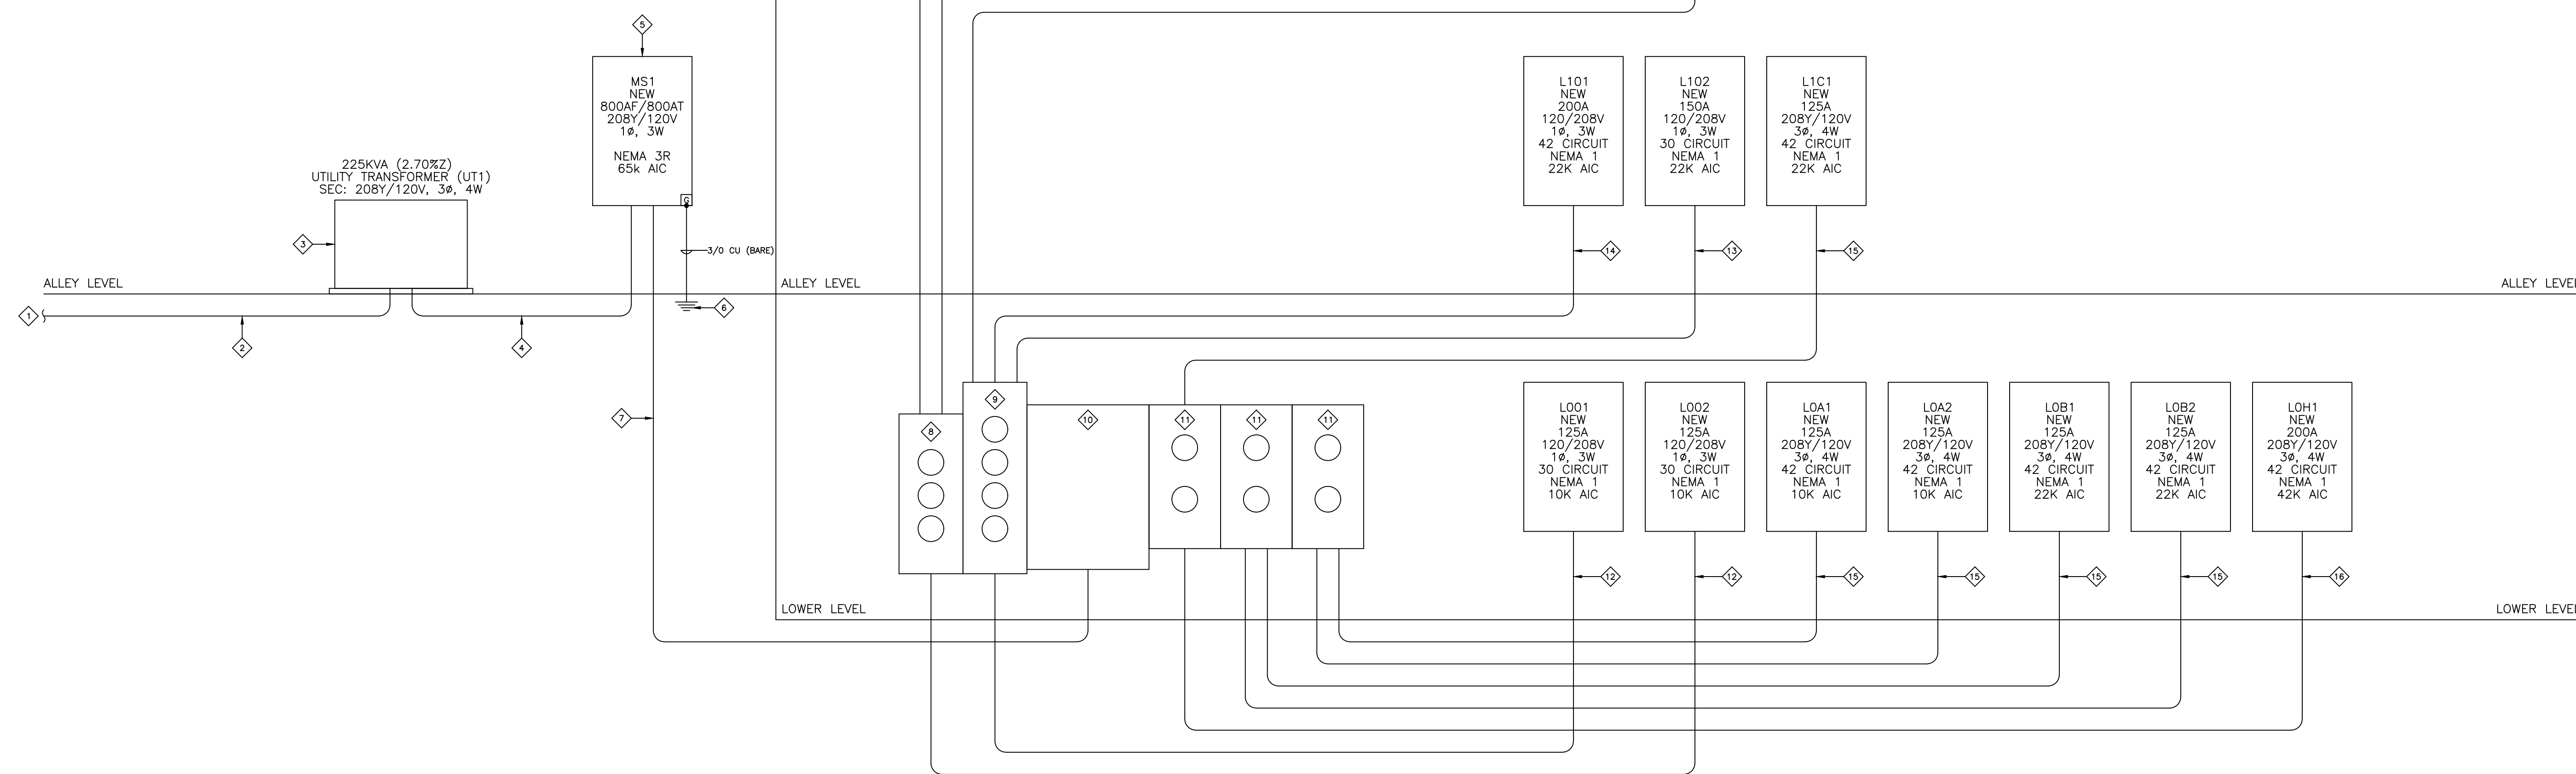 5
MS1
NEW
800AF/800AT
208Y/120V
1ø, 3W
NEMA 3R
65k AIC
G
3/0 CU (BARE)
225KVA (2.70%Z)
UTILITY TRANSFORMER (UT1)
SEC: 208Y/120V, 3ø, 4W
3
ALLEY LEVEL
1
2
4
6
7
ALLEY LEVEL
ALLEY LEVEL
L101
NEW
200A
120/208V
1ø, 3W
42 CIRCUIT
NEMA 1
22K AIC
14
L102
NEW
150A
120/208V
1ø, 3W
30 CIRCUIT
NEMA 1
22K AIC
13
L1C1
NEW
125A
208Y/120V
3ø, 4W
42 CIRCUIT
NEMA 1
22K AIC
15
8
9
10
11
11
11
L001
NEW
125A
120/208V
1ø, 3W
30 CIRCUIT
NEMA 1
10K AIC
12
L002
NEW
125A
120/208V
1ø, 3W
30 CIRCUIT
NEMA 1
10K AIC
12
L0A1
NEW
125A
208Y/120V
3ø, 4W
42 CIRCUIT
NEMA 1
10K AIC
15
L0A2
NEW
125A
208Y/120V
3ø, 4W
42 CIRCUIT
NEMA 1
10K AIC
15
L0B1
NEW
125A
208Y/120V
3ø, 4W
42 CIRCUIT
NEMA 1
22K AIC
15
L0B2
NEW
125A
208Y/120V
3ø, 4W
42 CIRCUIT
NEMA 1
22K AIC
15
L0H1
NEW
200A
208Y/120V
3ø, 4W
42 CIRCUIT
NEMA 1
42K AIC
16
LOWER LEVEL
LOWER LEVEL